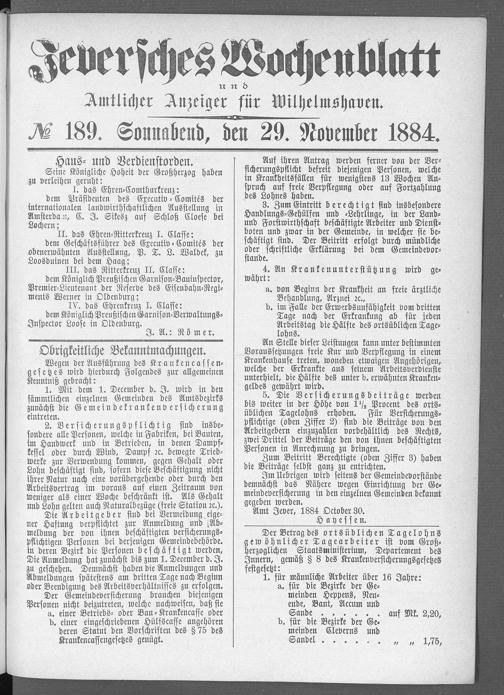 Jeversches Wochenblatt
und
Amtlicher Anzeiger für Wilhelmshaven.
№ 189. Sonnabend, den 29. November 1884.
Haus- und Verdienstorden.
Seine Königliche Hoheit der Großherzog haben
zu verleihen geruht:
I. das Ehren-Comthurkreuz:
dem Präsidenten des Executiv-Comités der
internationalen landwirthschaftlichen Ausstellung in
Amsterdam, C. J. Sikesz auf Schloß Cloese bei
Lochem;
II. das Ehren-Ritterkreuz I. Classe:
dem Geschäftsführer des Executiv-Comités der
obenerwähnten Ausstellung, P. T. L. Waldek, zu
Loosduinen bei dem Haag;
III. das Ritterkreuz II. Classe:
dem Königlich Preußischen Garnison-Bauinspector,
Premier-Lieutenant der Reserve des Eisenbahn-Regi-
ments Werner in Oldenburg;
IV. das Ehrenkreuz I. Classe:
dem Königlich Preußischen Garnison-Verwaltungs-
Inspector Loose in Oldenburg.
J. A.: Römer.
Obrigkeitliche Bekanntmachungen.
Wegen der Ausführung des Krankencassen-
gesetzes wird hierdurch Folgendes zur allgemeinen
Kenntniß gebracht:
1. Mit dem 1. December d. J. wird in den
sämmtlichen einzelnen Gemeinden des Amtsbezirks
zunächst die Gemeindekrankenversicherung
eintreten.
2. Versicherungspflichtig sind insbe-
sondere alle Personen, welche in Fabriken, bei Bauten,
im Handwerk und in Betrieben, in denen Dampf-
kessel oder durch Wind, Dampf ꝛc. bewegte Trieb-
werke zur Verwendung kommen, gegen Gehalt oder
Lohn beschäftigt sind, sofern diese Beschäftigung nicht
ihrer Natur nach eine vorübergehende oder durch den
Arbeitsvertrag im voraus auf einen Zeitraum von
weniger als einer Woche beschränkt ist. Als Gehalt
und Lohn gelten auch Naturalbezüge (freie Station ꝛc.).
Die Arbeitgeber sind bei Vermeidung eige-
ner Haftung verpflichtet zur Anmeldung und Ab-
meldung der von ihnen beschäftigten versicherungs-
pflichtigen Personen bei derjenigen Gemeindebehörde,
in deren Bezirk die Personen beschäftigt werden.
Die Anmeldung hat zunächst bis zum 1. December d. J.
zu geschehen. Demnächst haben die Anmeldungen und
Abmeldungen spätestens am dritten Tage nach Beginn
oder Beendigung des Arbeitsverhältnisses zu erfolgen.
Der Gemeindeversicherung brauchen diejenigen
Personen nicht beizutreten, welche nachweisen, daß sie
a. einer Betriebs- oder Bau-Krankencasse oder
b. einer eingeschriebenen Hülfscasse angehören
deren Statut den Vorschriften des § 75 des
Krankencassengesetzes genügt.
Auf ihren Antrag werden ferner von der Ver-
sicherungspflicht befreit diejenigen Personen, welche
in Krankheitsfällen für wenigstens 13 Wochen An-
spruch auf freie Verpflegung oder auf Fortzahlung
des Lohnes haben.
3. Zum Eintritt berechtigt sind insbesondere
Handlungs-Gehülfen und -Lehrlinge, in der Land-
und Forstwirthschaft beschäftigte Arbeiter und Dienst-
boten und zwar in der Gemeinde, in welcher sie be-
schäftigt sind. Der Beitritt erfolgt durch mündliche
oder schriftliche Erklärung bei dem Gemeindevor-
stande.
4. An Krankenunterstützung wird ge-
währt:
a. von Beginn der Krankheit an freie ärztliche
Behandlung, Arznei ꝛc.,
b. im Falle der Erwerbsunfähigkeit vom dritten
Tage nach der Erkrankung ab für jeden
Arbeitstag die Hälfte des ortsüblichen Tage-
lohns.
An Stelle dieser Leistungen kann unter bestimmten
Voraussetzungen freie Kur und Verpflegung in einem
Krankenhause treten, worneben etwaigen Angehörigen,
welche der Erkrankte aus seinem Arbeitsverdienste
unterhielt, die Hälfte des unter b. erwähnten Kranken-
geldes gewährt wird.
5. Die Versicherungsbeiträge werden
bis weiter in der Höhe von 1½ Procent des orts-
üblichen Tagelohns erhoben. Für Versicherungs-
pflichtige (oben Ziffer 2) sind die Beiträge von den
Arbeitgebern einzuzahlen vorbehältlich des Rechts,
zwei Drittel der Beiträge den von ihnen beschäftigten
Personen in Anrechnung zu bringen.
Zum Beitritt Berechtigte (oben Ziffer 3) haben
die Beiträge selbst ganz zu entrichten.
Im Uebrigen wird seitens der Gemeindevorstände
demnächst das Nähere wegen Einrichtung der Ge-
meindeversicherung in den einzelnen Gemeinden bekannt
gegeben werden.
Amt Jever, 1884 October 30.
Hayessen.
Der Betrag des ortsüblichen Tagelohns
gewöhnlicher Tagearbeiter ist vom Groß-
herzoglichen Staatsministerium, Departement des
Innern, gemäß § 8 des Krankenversicherungsgesetzes
festgesetzt:
1. für männliche Arbeiter über 16 Jahre:
a. für die Bezirke der Ge-
meinden Heppens, Neu-
ende, Bant, Accum und
Sande . . . . . auf Mk. 2,20,
b. für die Bezirke der Ge-
meinden Cleverns und
Sandel . . . . . „ „ 1,75,